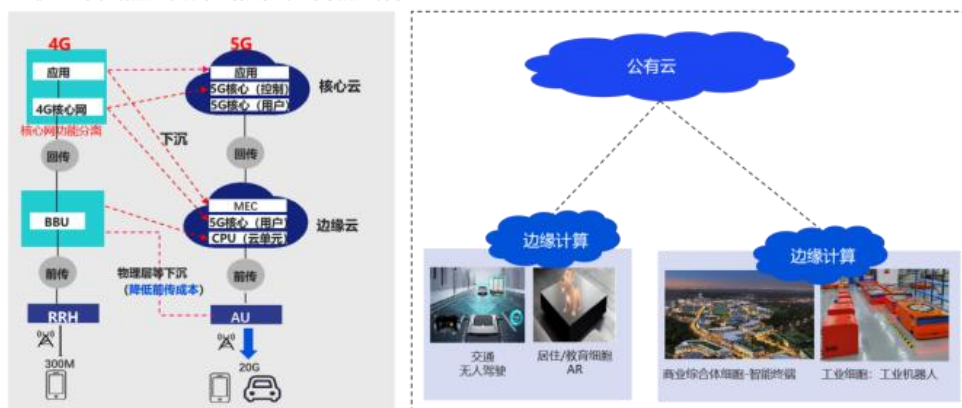 4G
应用
4G核心网
核心网功能分离
回传
BBU
前传
物理层等下沉
（降低前传成本）
RRH
300M
下沉
5G
应用
5G核心（控制）
5G核心（用户）
核心云
回传
MEC
5G核心（用户）
CPU（云单元）
边缘云
前传
AU
20G
公有云
边缘计算
交通
无人驾驶
居住/教育细胞
AR
边缘计算
商业综合体细胞-智能终端
工业细胞：工业机器人